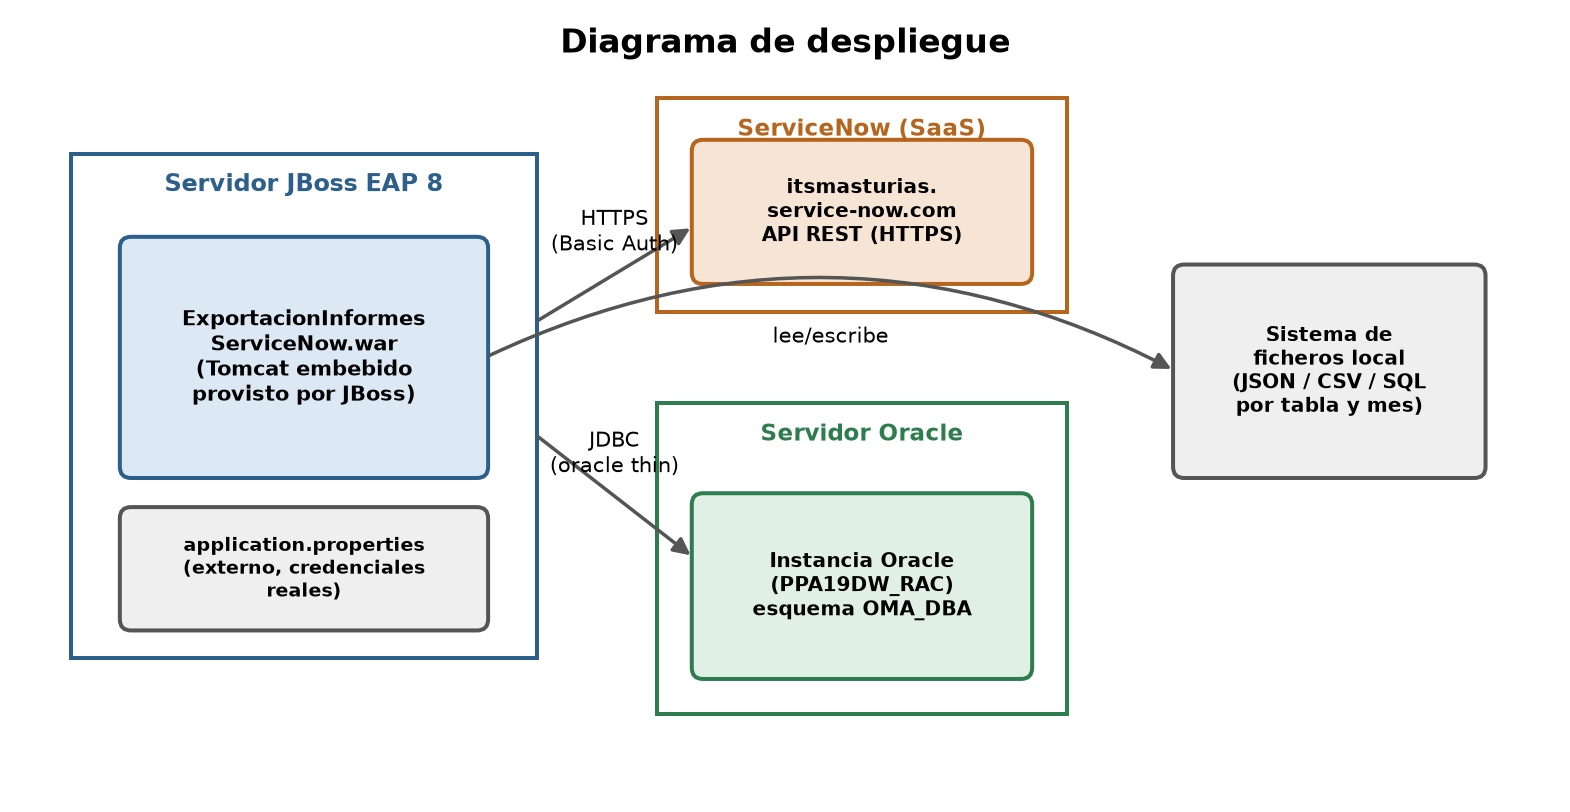 Diagrama de despliegue
Servidor JBoss EAP 8
ExportacionInformes
ServiceNow.war
(Tomcat embebido
provisto por JBoss)
application.properties
(externo, credenciales
reales)
HTTPS
(Basic Auth)
JDBC
(oracle thin)
ServiceNow (SaaS)
itsmasturias.
service-now.com
API REST (HTTPS)
lee/escribe
Servidor Oracle
Instancia Oracle
(PPA19DW_RAC)
esquema OMA_DBA
Sistema de
ficheros local
(JSON / CSV / SQL
por tabla y mes)